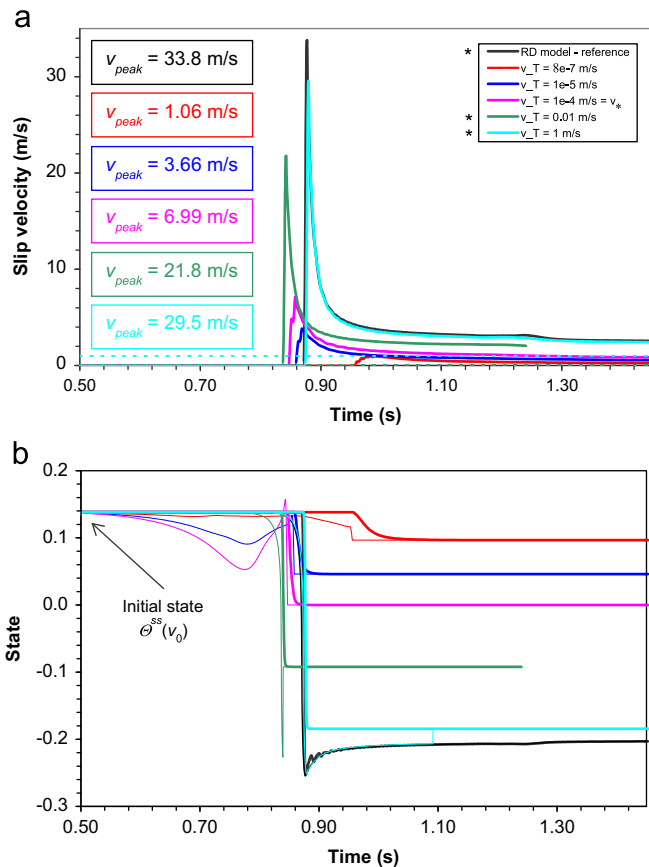 a
v_peak = 33.8 m/s
v_peak = 1.06 m/s
v_peak = 3.66 m/s
v_peak = 6.99 m/s
v_peak = 21.8 m/s
v_peak = 29.5 m/s
* RD model - reference
v_T = 8e-7 m/s
v_T = 1e-5 m/s
v_T = 1e-4 m/s = v_*
* v_T = 0.01 m/s
* v_T = 1 m/s
Slip velocity (m/s)
30
20
10
0
0.50 0.70 0.90 1.10 1.30
Time (s)
b
0.2
0.1
0.0
-0.1
-0.2
-0.3
State
Initial state
Θ^ss(v_0)
0.50 0.70 0.90 1.10 1.30
Time (s)